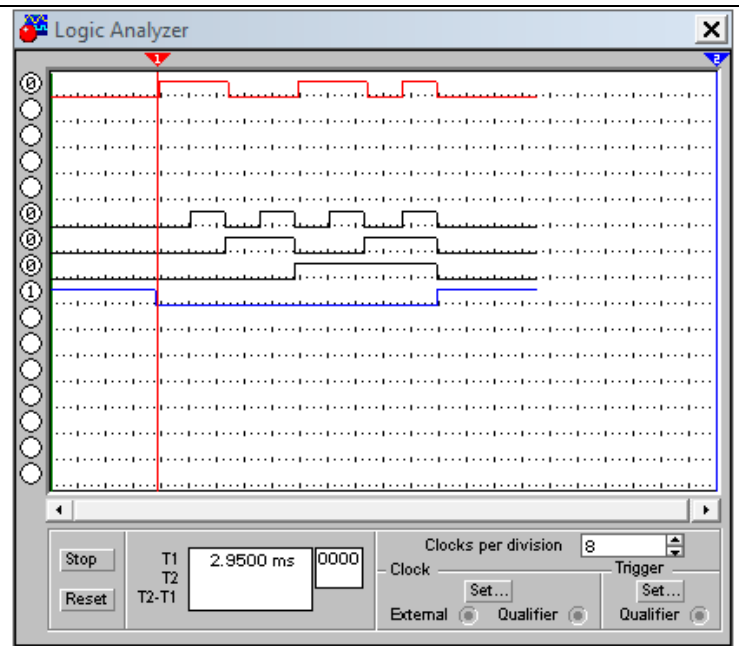 Logic Analyzer
1 2
0
0
0
0
1
Clocks per division 8
Stop T1 2.9500 ms 0000 Clock Trigger
T2 Set... Set...
Reset T2-T1 External Qualifier Qualifier